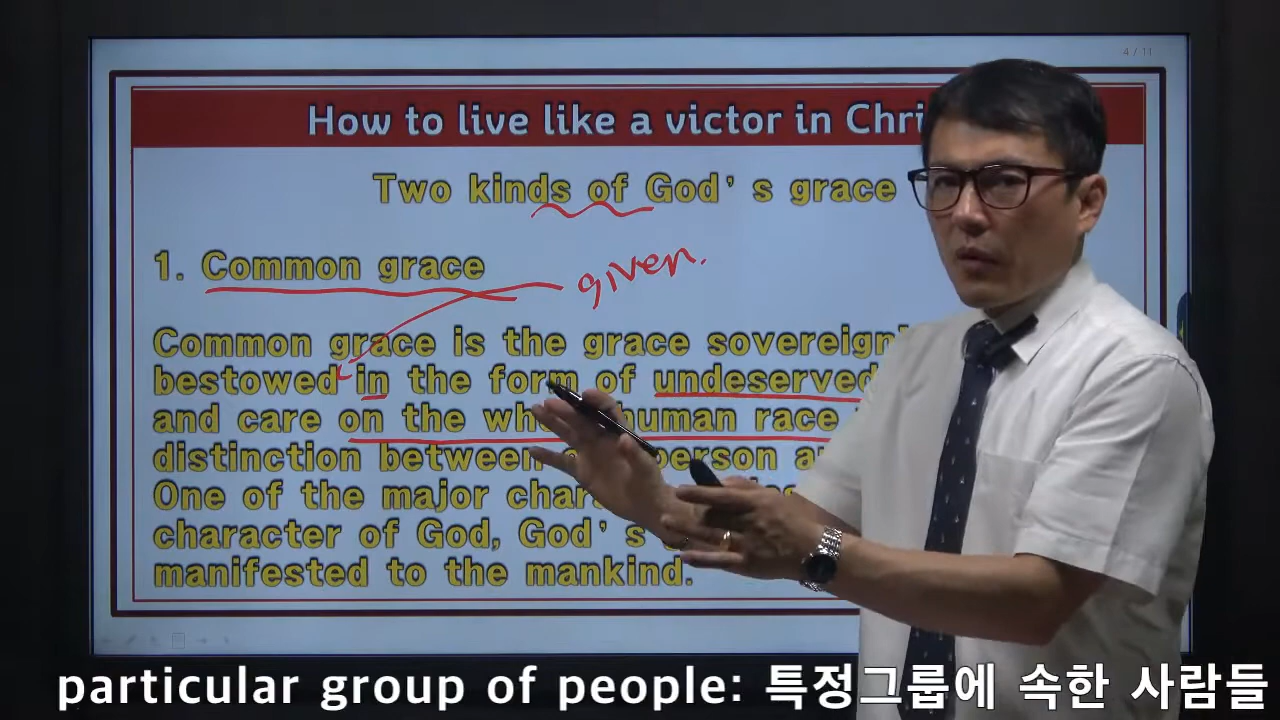 4 / 11
How to live like a victor in Chri
Two kinds of God's grace
1. Common grace
given.
Common grace is the grace sovereign
bestowed in the form of undeserved
and care on the human race
distinction between person
One of the major
character of God, God's
manifested to the mankind.
particular group of people: 특정그룹에 속한 사람들